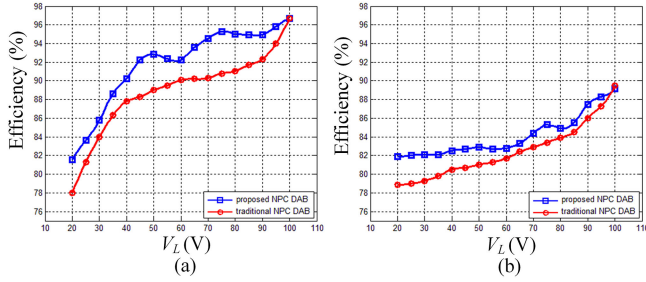 98
96
94
92
90
88
86
84
82
80
78
76
Efficiency (%)
10 20 30 40 50 60 70 80 90 100 110
proposed NPC DAB
traditional NPC DAB
V_L (V)
(a)
98
96
94
92
90
88
86
84
82
80
78
76
Efficiency (%)
10 20 30 40 50 60 70 80 90 100 110
proposed NPC DAB
traditional NPC DAB
V_L (V)
(b)